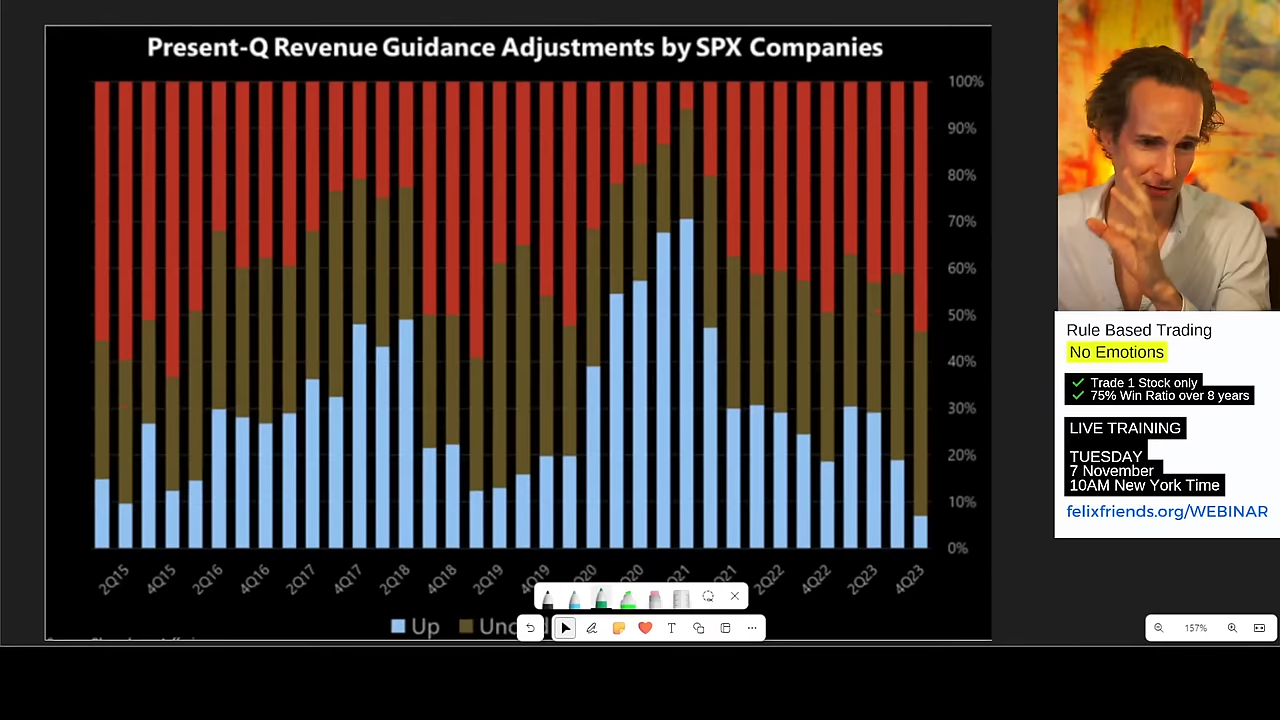 Present-Q Revenue Guidance Adjustments by SPX Companies
100%
90%
80%
70%
60%
50%
40%
30%
20%
10%
0%
2Q15
4Q15
2Q16
4Q16
2Q17
4Q17
2Q18
4Q18
2Q19
4Q19
2Q22
4Q22
2Q23
4Q23
Up
Rule Based Trading
No Emotions
Trade 1 Stock only
75% Win Ratio over 8 years
LIVE TRAINING
TUESDAY
7 November
10AM New York Time
felixfriends.org/WEBINAR
T
157%